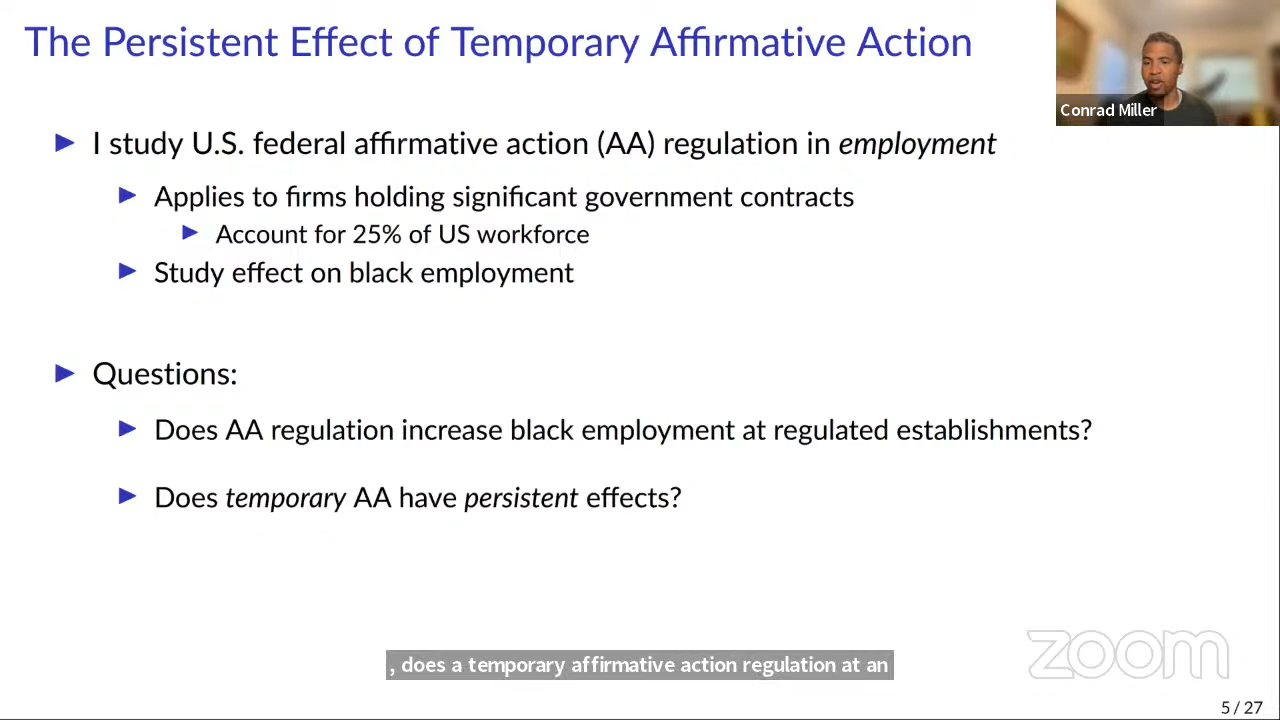 The Persistent Effect of Temporary Affirmative Action
Conrad Miller
I study U.S. federal affirmative action (AA) regulation in employment
Applies to firms holding significant government contracts
Account for 25% of US workforce
Study effect on black employment
Questions:
Does AA regulation increase black employment at regulated establishments?
Does temporary AA have persistent effects?
, does a temporary affirmative action regulation at an
zoom
5 / 27